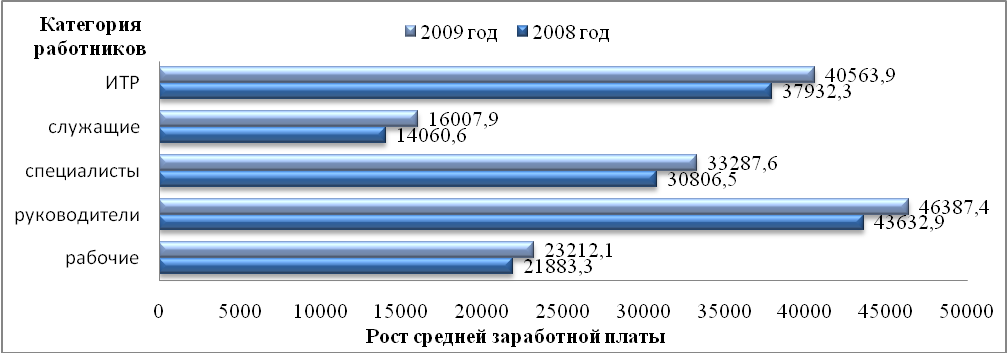 Категория
работников
2009 год 2008 год
ИТР 40563,9
37932,3
служащие 16007,9
14060,6
специалисты 33287,6
30806,5
руководители 46387,4
43632,9
рабочие 23212,1
21883,3
0 5000 10000 15000 20000 25000 30000 35000 40000 45000 50000
Рост средней заработной платы